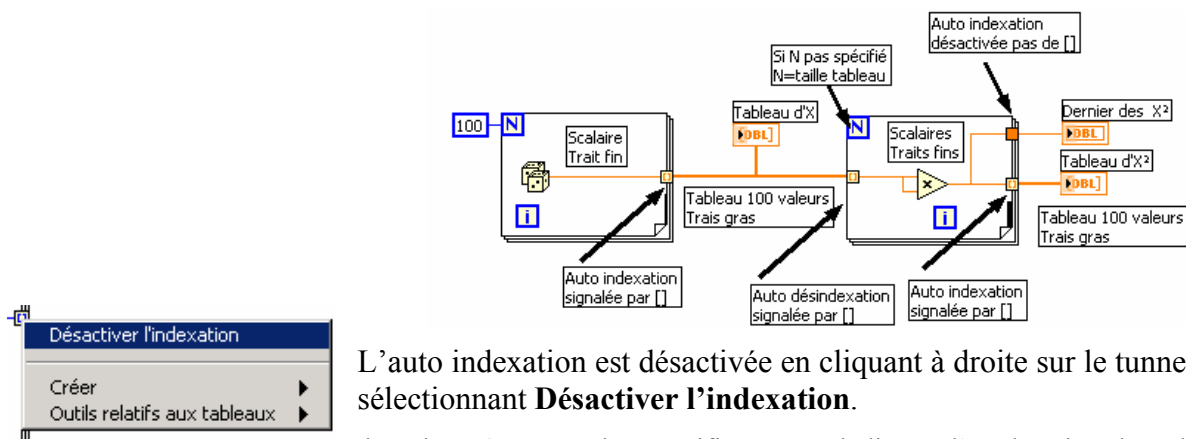 Auto indexation
désactivée pas de []
Si N pas spécifié
N=taille tableau
Tableau d'X
Dernier des X²
100
N
Scalaire
Trait fin
DBL]
N
Scalaires
Traits fins
DBL
Tableau d'X²
DBL]
i
Tableau 100 valeurs
Trais gras
i
Tableau 100 valeurs
Trais gras
Auto indexation
signalée par []
Auto désindexation
signalée par []
Auto indexation
signalée par []
Désactiver l'indexation
Créer
Outils relatifs aux tableaux
L'auto indexation est désactivée en cliquant à droite sur le tunne
sélectionnant Désactiver l'indexation.